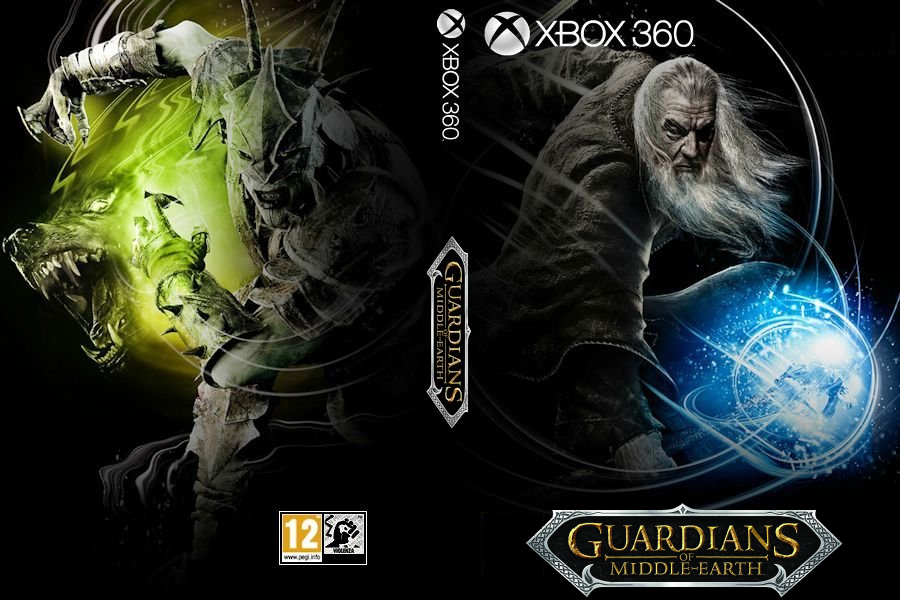 XBOX 360
XBOX 360
GUARDIANS
OF
MIDDLE-EARTH
12
www.pegi.info
VIOLENZA
GUARDIANS
OF
MIDDLE-EARTH